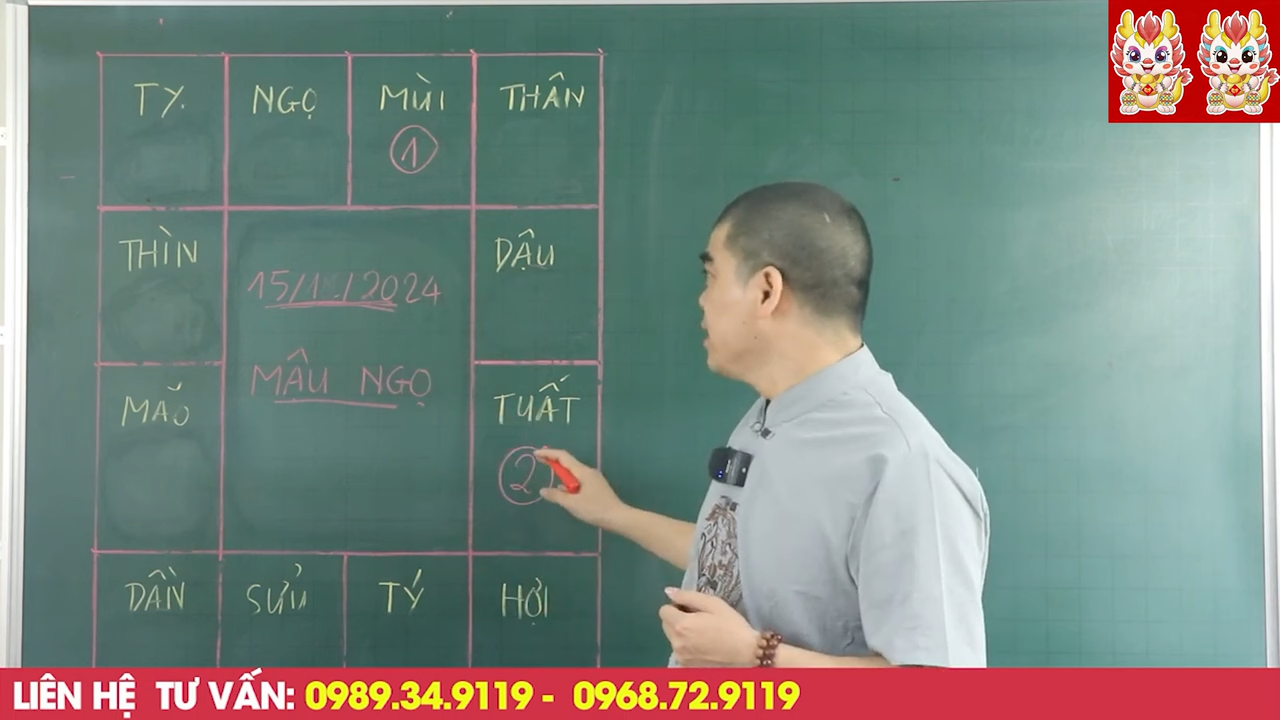 TỴ
NGỌ
MÙI
1
THÂN
THÌN
DẬU
MẬU NGỌ
MÃO
TUẤT
2
DẦN
SỬU
TÝ
HỢI
LIÊN HỆ TƯ VẤN: 0989.34.9119 - 0968.72.9119